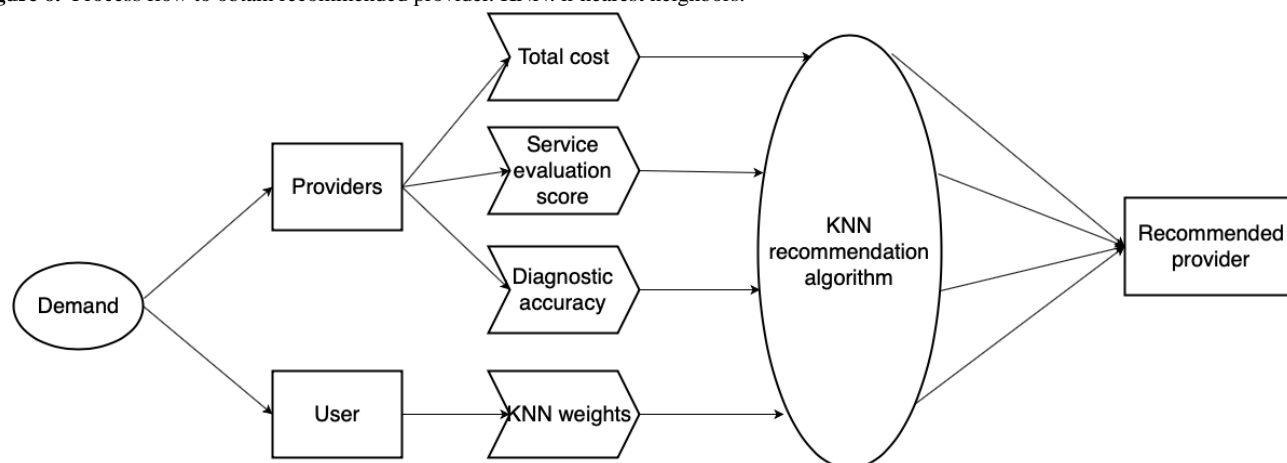 Total cost
Service
evaluation
score
Providers
Diagnostic
accuracy
Demand
User
KNN weights
KNN
recommendation
algorithm
Recommended
provider